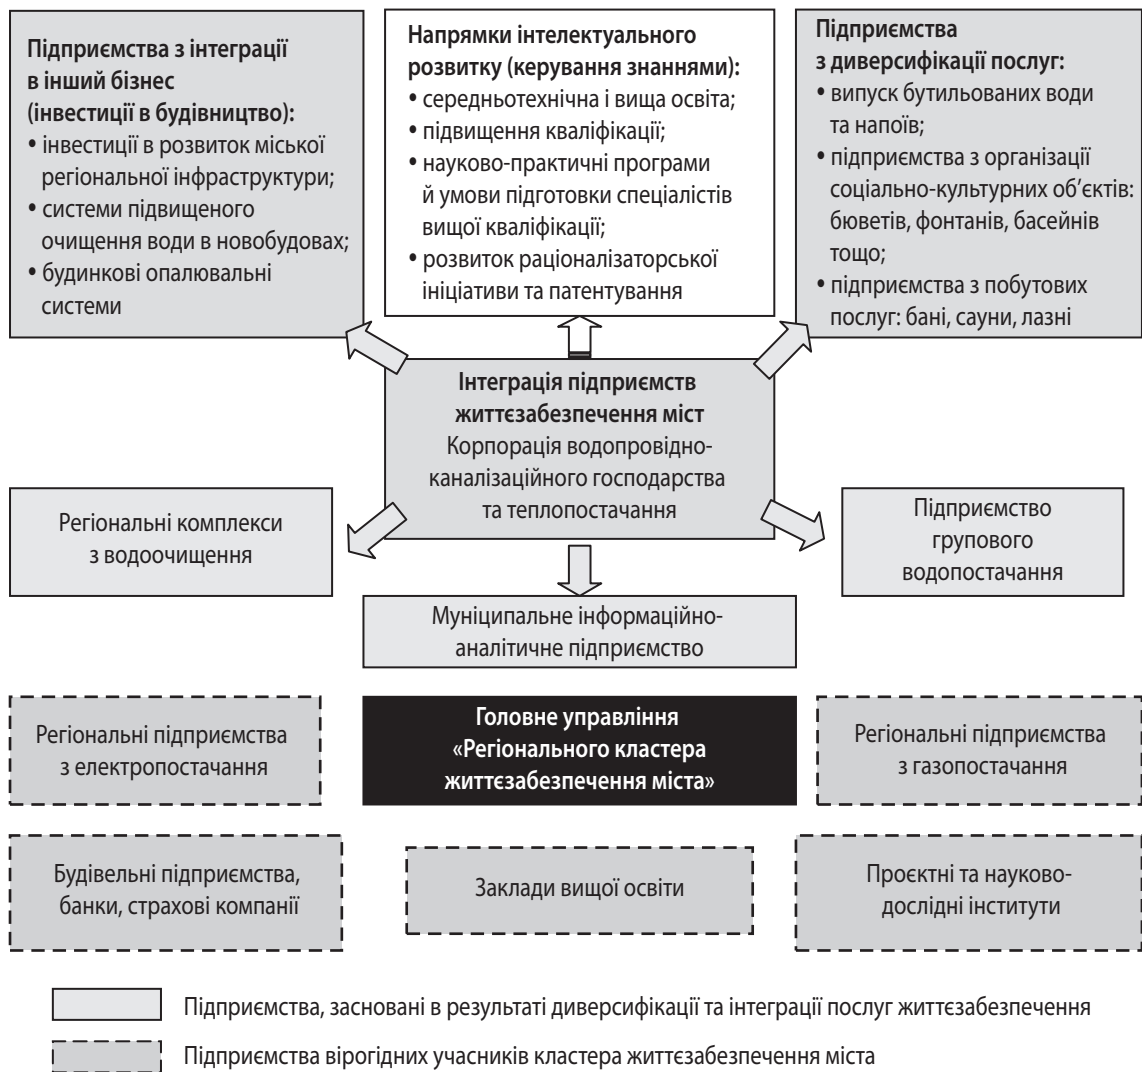 Підприємства з інтеграції
в інший бізнес
(інвестиції в будівництво):
• інвестиції в розвиток міської
регіональної інфраструктури;
• системи підвищеного
очищення води в новобудовах;
• будинкові опалювальні
системи
Напрямки інтелектуального
розвитку (керування знаннями):
• середньотехнічна і вища освіта;
• підвищення кваліфікації;
• науково-практичні програми
й умови підготовки спеціалістів
вищої кваліфікації;
• розвиток раціоналізаторської
ініціативи та патентування
Підприємства
з диверсифікації послуг:
• випуск бутильованих води
та напоїв;
• підприємства з організації
соціально-культурних об’єктів:
бюветів, фонтанів, басейнів
тощо;
• підприємства з побутових
послуг: бані, сауни, лазні
Інтеграція підприємств
життєзабезпечення міст
Корпорація водопровідно-
каналізаційного господарства
та теплопостачання
Регіональні комплекси
з водоочищення
Підприємство
групового
водопостачання
Муніципальне інформаційно-
аналітичне підприємство
Регіональні підприємства
з електропостачання
Головне управління
«Регіонального кластера
життєзабезпечення міста»
Регіональні підприємства
з газопостачання
Будівельні підприємства,
банки, страхові компанії
Заклади вищої освіти
Проєктні та науково-
дослідні інститути
Підприємства, засновані в результаті диверсифікації та інтеграції послуг життєзабезпечення
Підприємства вірогідних учасників кластера життєзабезпечення міста